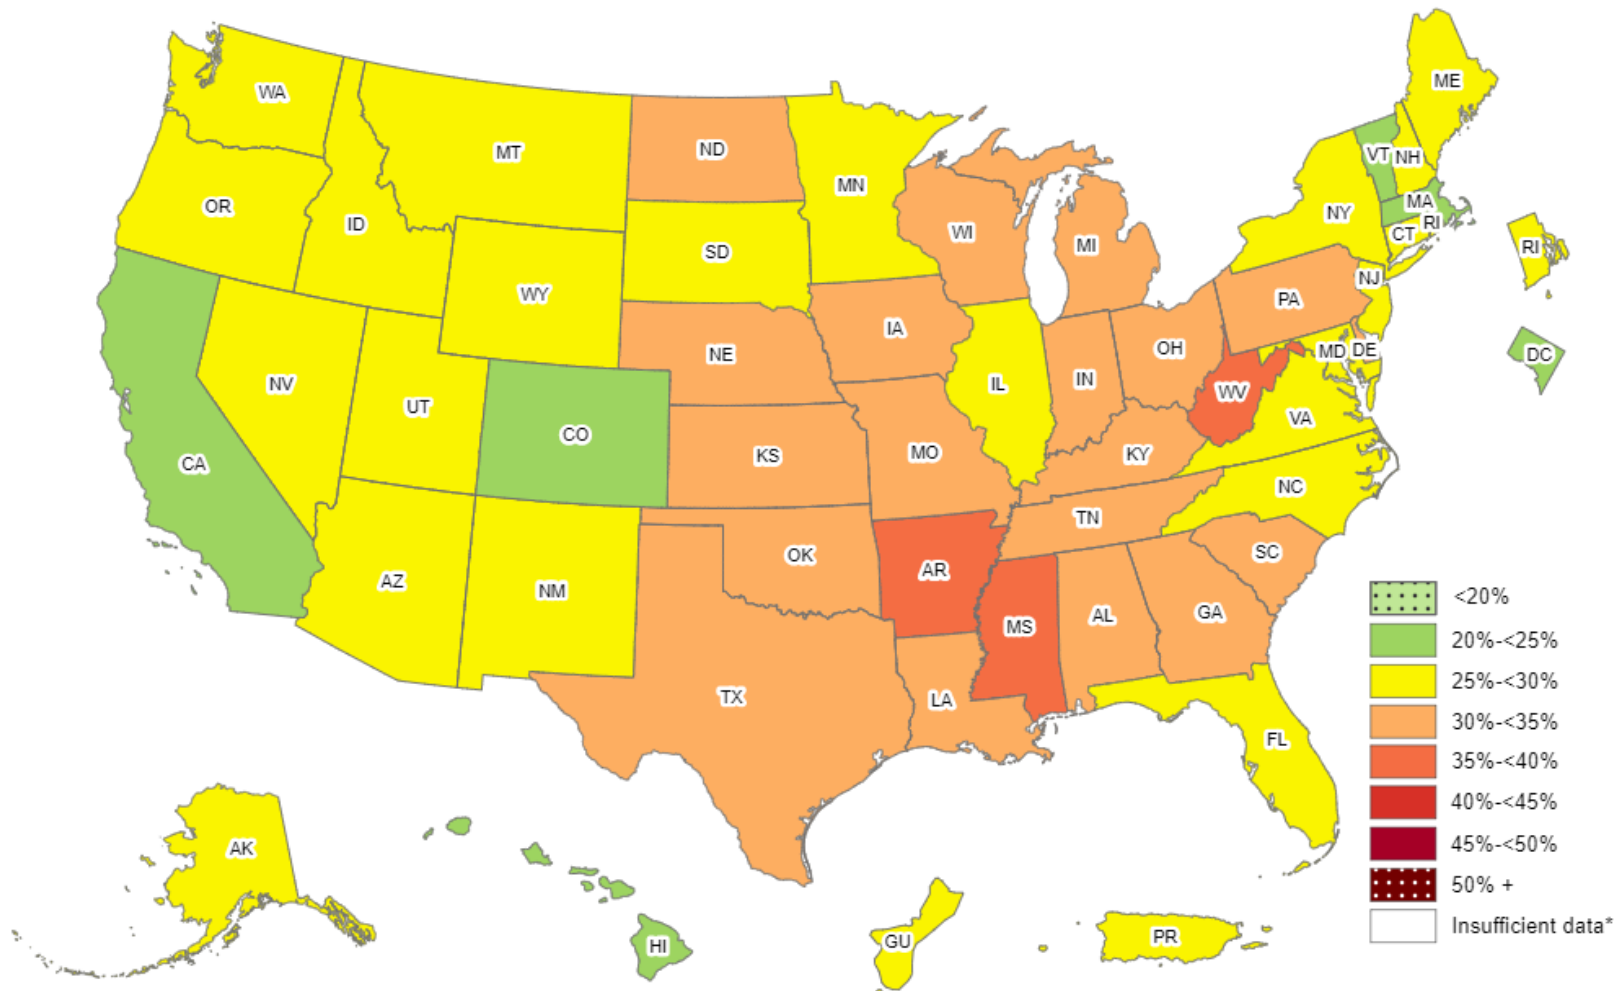 ME
WA
ND
MT
VT
NH
MN
MA
OR
NY
RI
ID
WI
CT
MI
RI
SD
NJ
WY
PA
IA
OH
MD
DE
DC
NE
IN
IL
NV
WV
UT
VA
CO
MO
KY
KS
CA
NC
TN
OK
SC
AR
AZ
NM
GA
AL
MS
TX
LA
FL
AK
HI
GU
PR
<20%
20%-<25%
25%-<30%
30%-<35%
35%-<40%
40%-<45%
45%-<50%
50% +
Insufficient data*